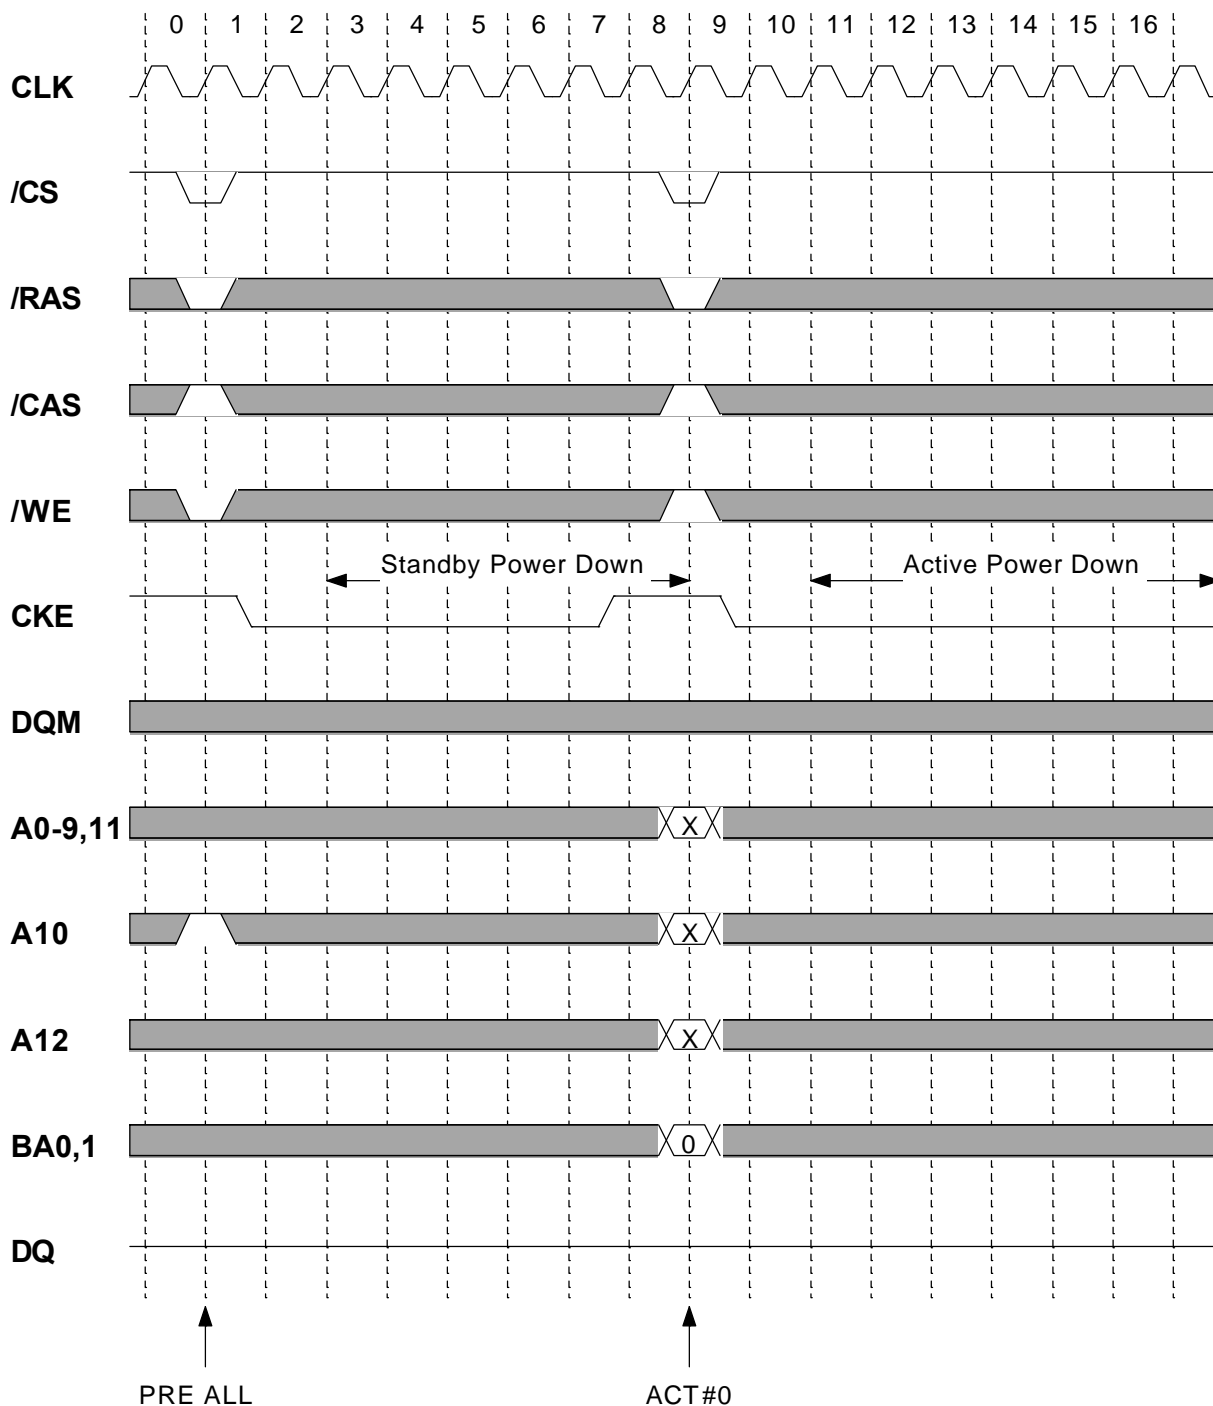 0 1 2 3 4 5 6 7 8 9 10 11 12 13 14 15 16
CLK
/CS
/RAS
/CAS
/WE
Standby Power Down Active Power Down
CKE
DQM
A0-9,11 X
A10 X
A12 X
BA0,1 0
DQ
PRE ALL ACT#0